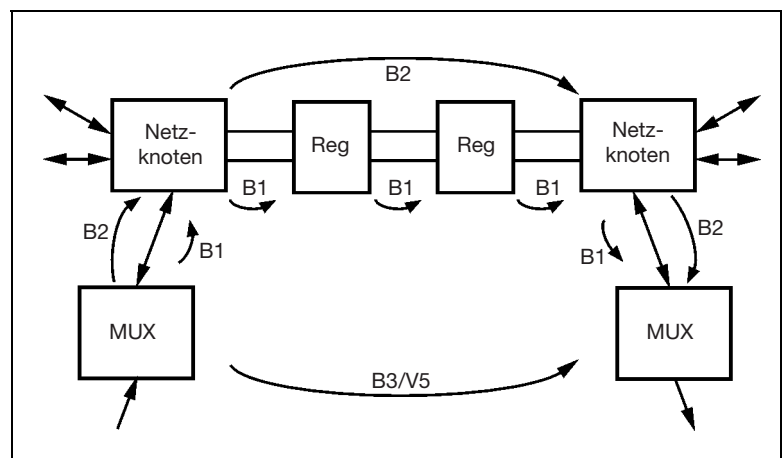 B2
Netz-
knoten
Reg
Reg
Netz-
knoten
B1
B1
B1
B2
B1
B1
B2
MUX
MUX
B3/V5